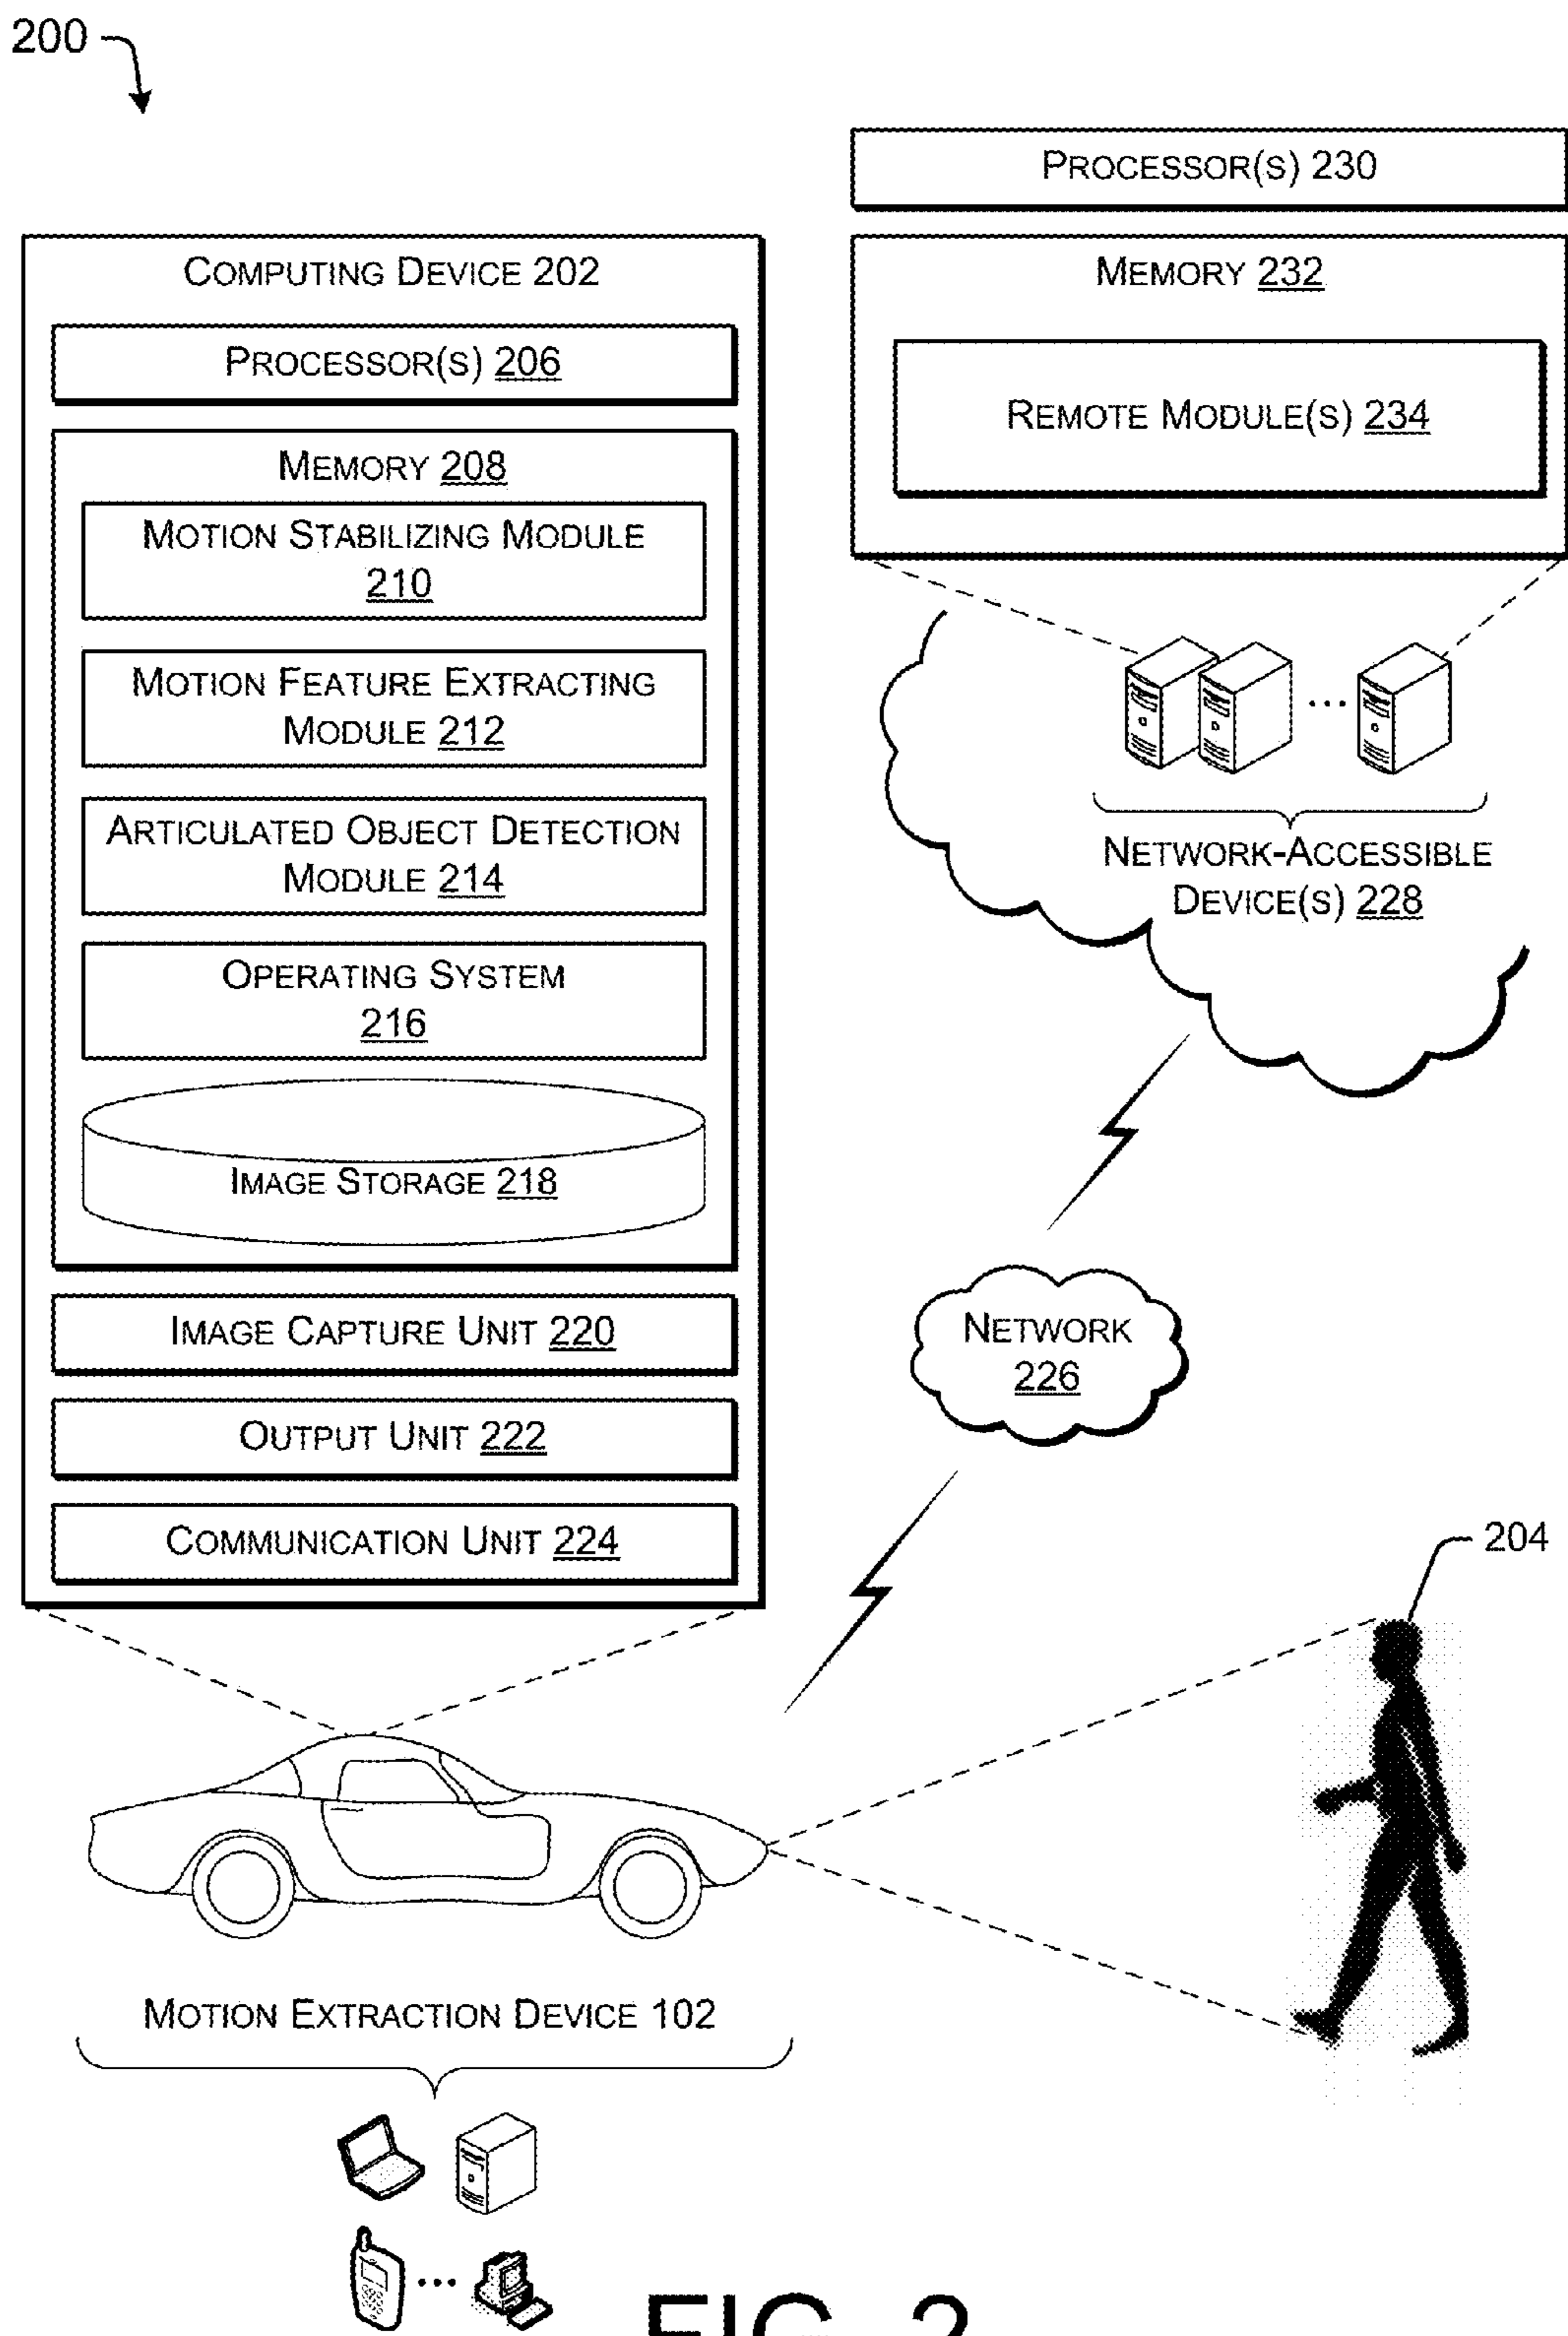 200
PROCESSOR(S) 230
COMPUTING DEVICE 202
MEMORY 232
PROCESSOR(S) 206
REMOTE MODULE(S) 234
MEMORY 208
MOTION STABILIZING MODULE
210
MOTION FEATURE EXTRACTING
MODULE 212
ARTICULATED OBJECT DETECTION
MODULE 214
NETWORK-ACCESSIBLE
DEVICE(S) 228
OPERATING SYSTEM
216
IMAGE STORAGE 218
IMAGE CAPTURE UNIT 220
NETWORK
226
OUTPUT UNIT 222
COMMUNICATION UNIT 224
204
MOTION EXTRACTION DEVICE 102
FIG. 2